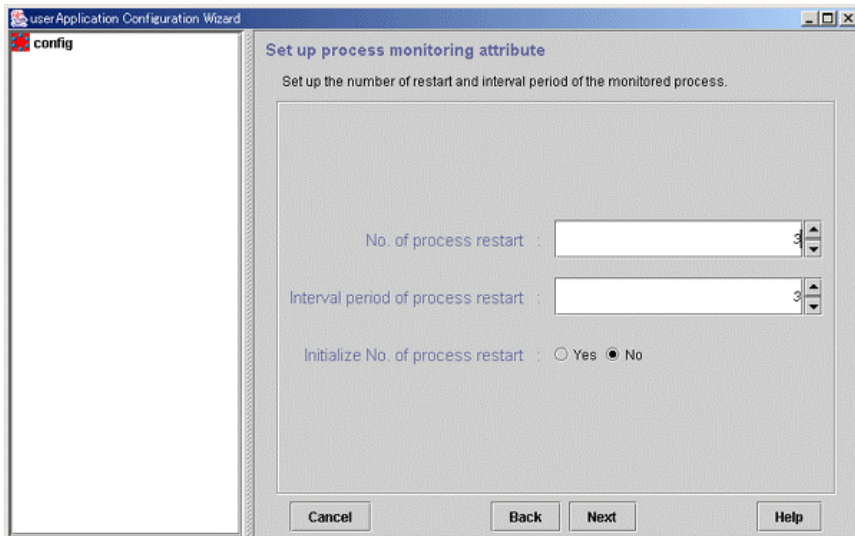 userApplication Configuration Wizard
config
Set up process monitoring attribute
Set up the number of restart and interval period of the monitored process.
No. of process restart : 3
Interval period of process restart : 3
Initialize No. of process restart : Yes No
Cancel Back Next Help